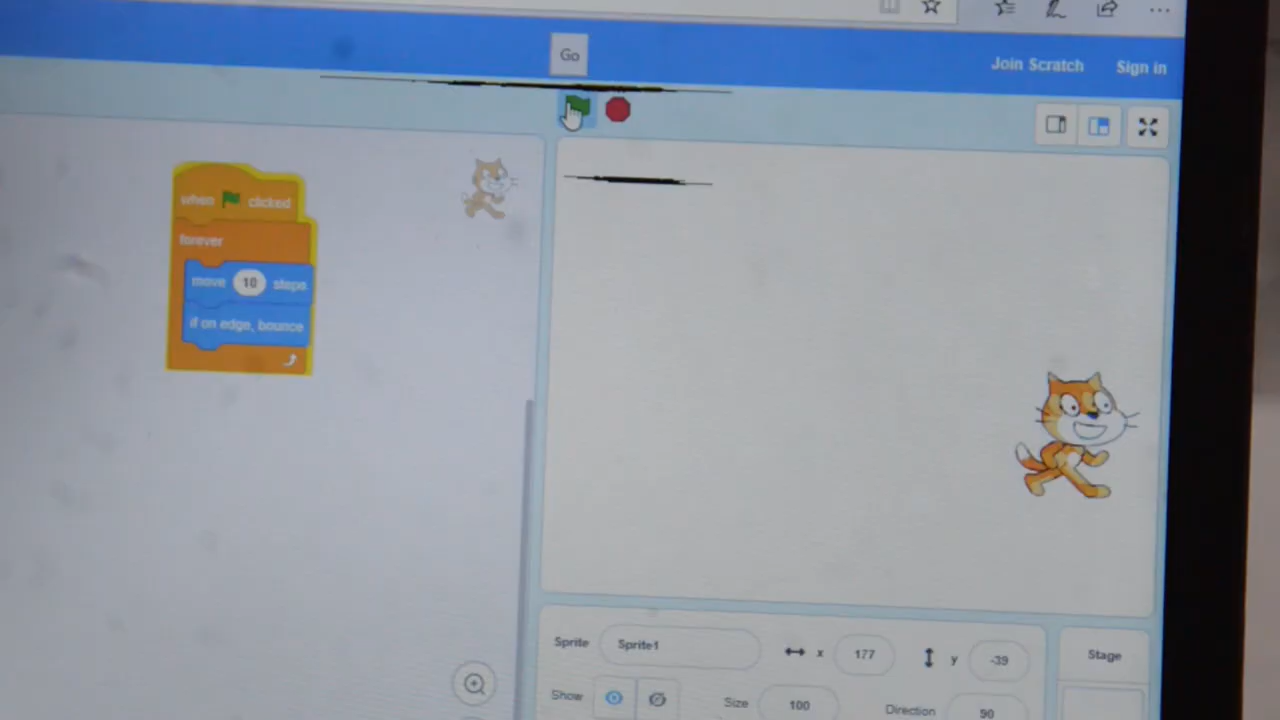 Go
Join Scratch
Sign in
when clicked
forever
move 10 steps
if on edge, bounce
Sprite Sprite1 x 177 y -39
Stage
Show Size 100 Direction 90